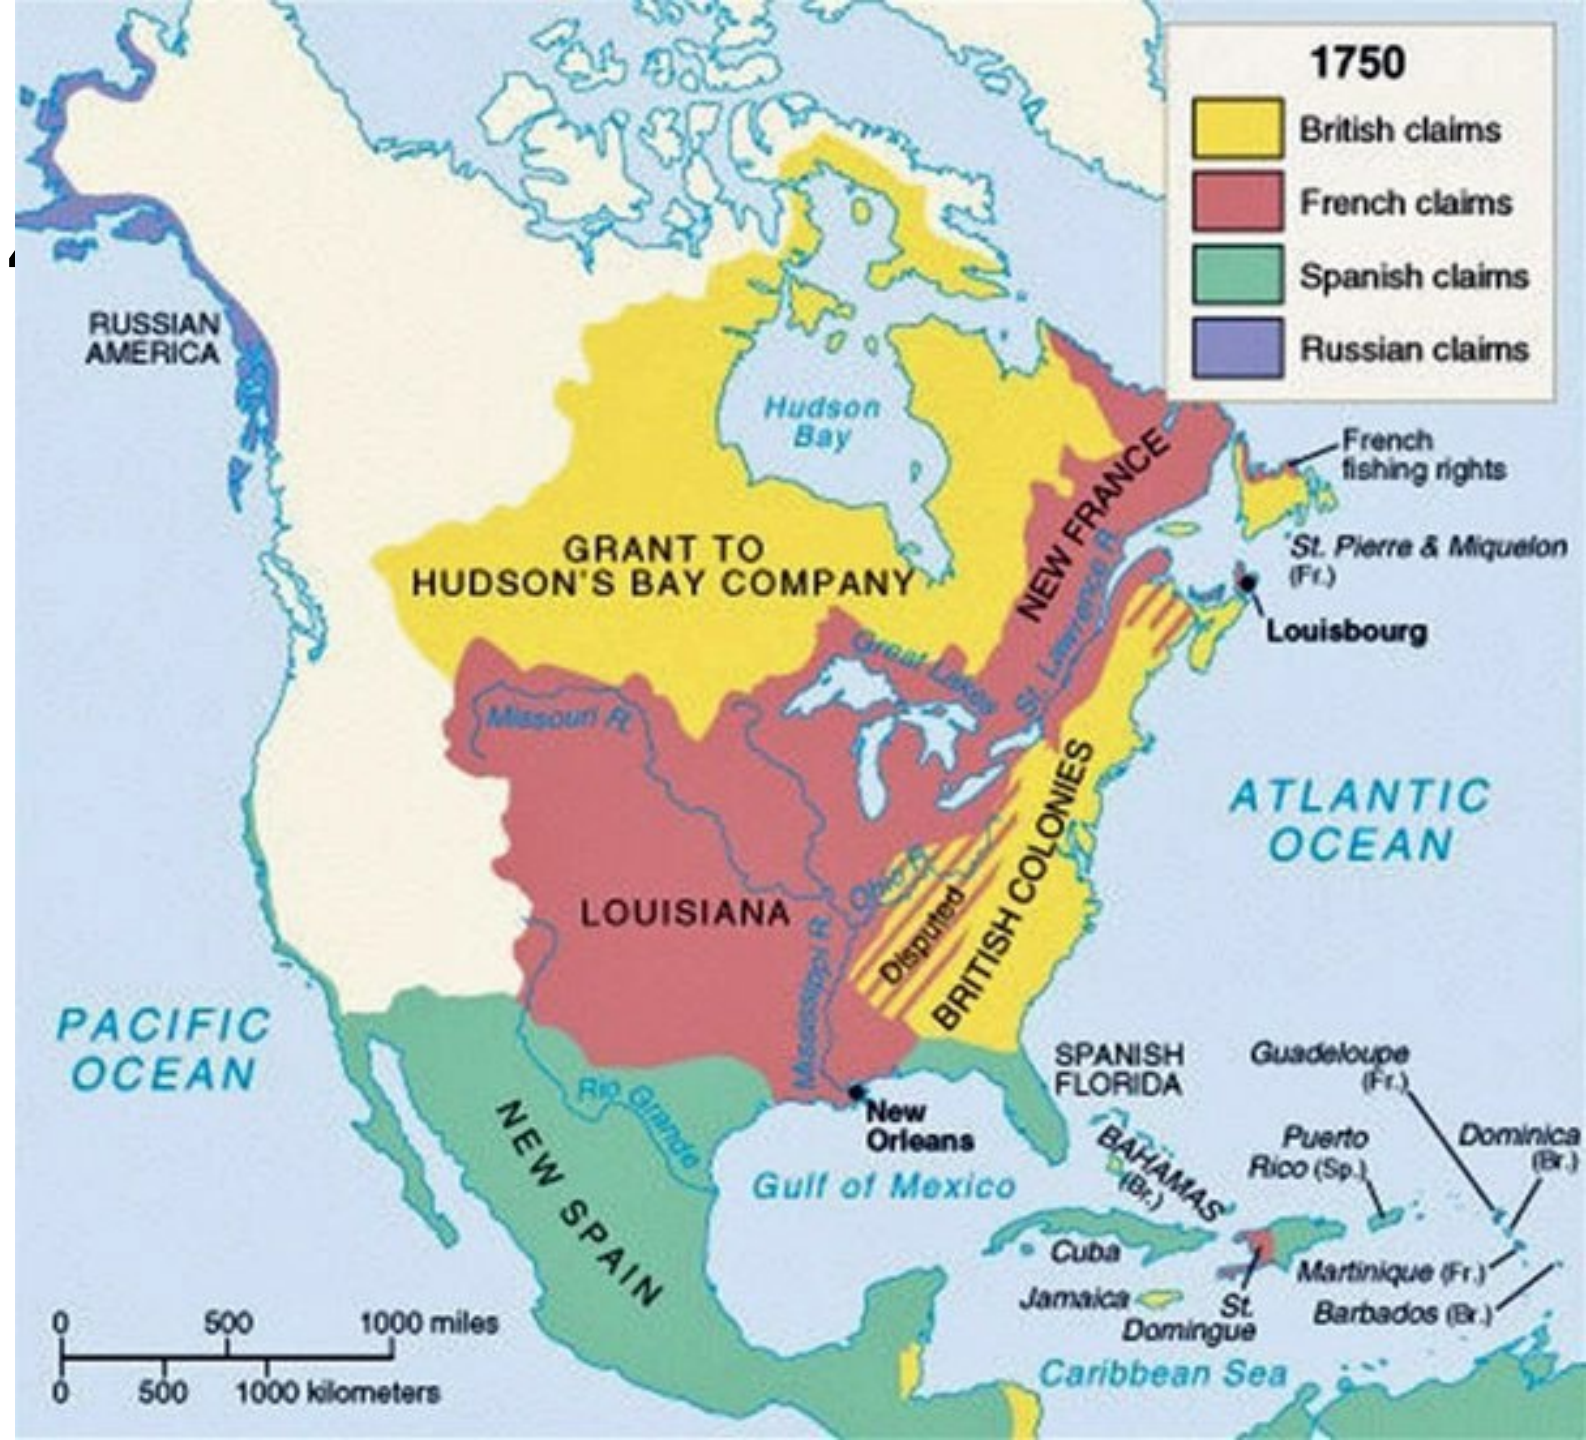 1750
British claims
French claims
Spanish claims
Russian claims
RUSSIAN
AMERICA
Hudson
Bay
French
fishing rights
NEW FRANCE
GRANT TO
HUDSON'S BAY COMPANY
St. Pierre & Miquelon
(Fr.)
Louisbourg
St. Lawrence R
Great Lakes
Missouri R
ATLANTIC
OCEAN
BRITISH COLONIES
Ohio R
LOUISIANA
Disputed
Mississippi R
PACIFIC
OCEAN
SPANISH
FLORIDA
Guadeloupe
(Fr.)
Rio Grande
New
Orleans
NEW SPAIN
Gulf of Mexico
BAHAMAS
(Br.)
Puerto
Rico (Sp.)
Dominica
(Br.)
Cuba
Jamaica
St.
Domingue
Martinique (Fr.)
Barbados (Br.)
Caribbean Sea
0 500 1000 miles
0 500 1000 kilometers